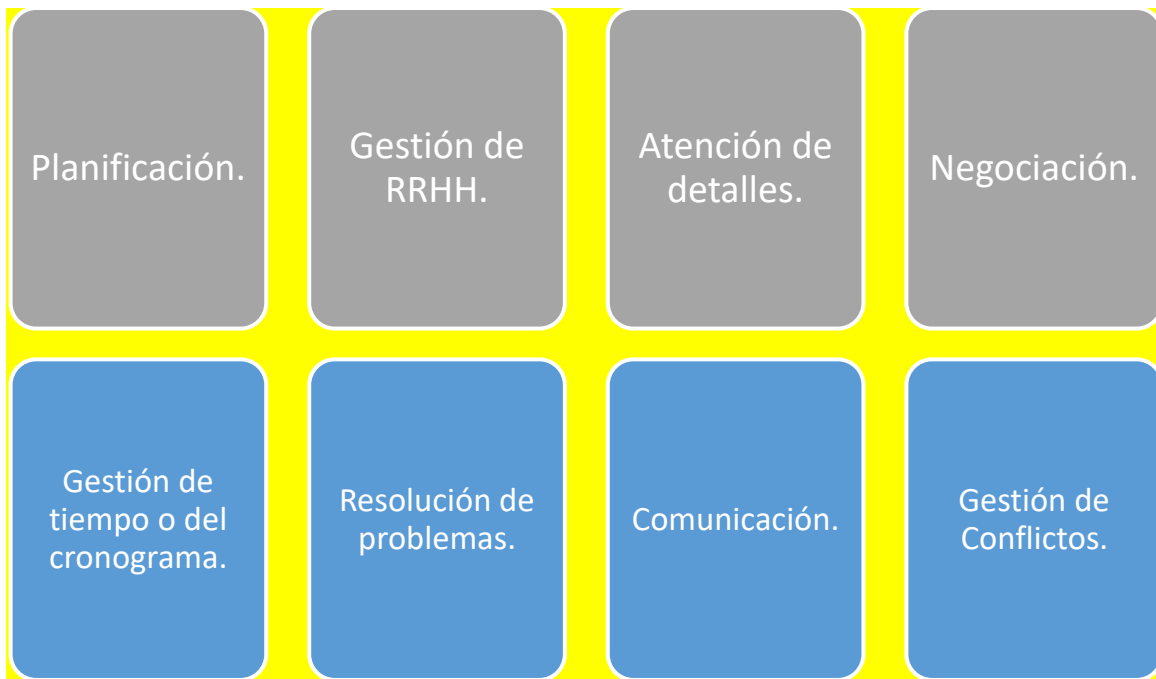 Planificación.
Gestión de
RRHH.
Atención de
detalles.
Negociación.
Gestión de
tiempo o del
cronograma.
Resolución de
problemas.
Comunicación.
Gestión de
Conflictos.